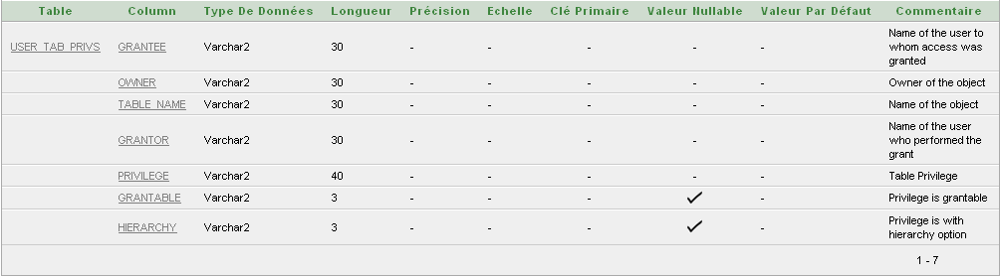 Table Column Type De Données Longueur Précision Echelle Clé Primaire Valeur Nullable Valeur Par Défaut Commentaire
USER_TAB_PRIVS GRANTEE Varchar2 30 - - - - - Name of the user to
whom access was
granted
OWNER Varchar2 30 - - - - - Owner of the object
TABLE_NAME Varchar2 30 - - - - - Name of the object
GRANTOR Varchar2 30 - - - - - Name of the user
who performed the
grant
PRIVILEGE Varchar2 40 - - - - - Table Privilege
GRANTABLE Varchar2 3 - - - ✓ - Privilege is grantable
HIERARCHY Varchar2 3 - - - ✓ - Privilege is with
hierarchy option
1 - 7